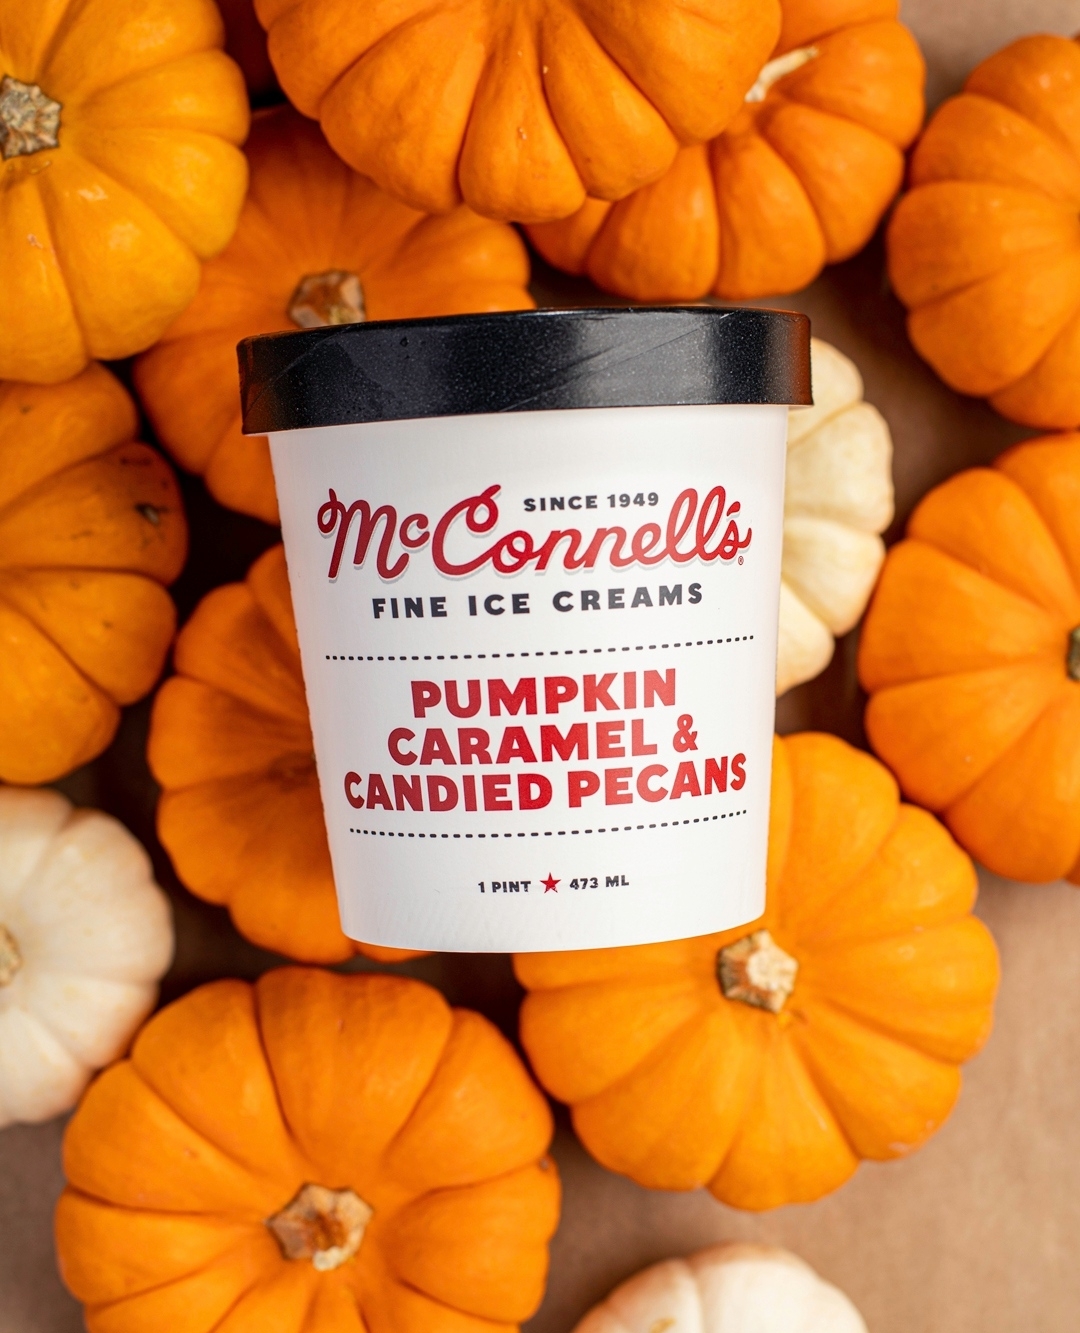 SINCE 1949
McConnell's®
FINE ICE CREAMS
PUMPKIN
CARAMEL &
CANDIED PECANS
1 PINT ★ 473 ML